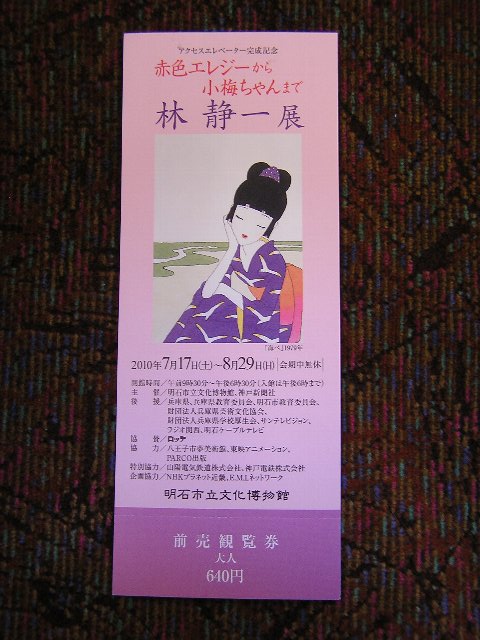 アクセスエレベーター完成記念
赤色エレジーから
小梅ちゃんまで
林 静一 展
「海べ」1979年
2010年7月17日(土)~8月29日(日) 会期中無休
開館時間/午前9時30分~午後6時30分(入館は午後6時まで)
主 催/明石市立文化博物館、神戸新聞社
後 援/兵庫県、兵庫県教育委員会、明石市教育委員会、
財団法人兵庫県芸術文化協会、
財団法人兵庫県学校厚生会、サンテレビジョン、
ラジオ関西、明石ケーブルテレビ
協 賛/ロッテ
協 力/八王子市夢美術館、東映アニメーション、
PARCO出版
特別協力/山陽電気鉄道株式会社、神戸電鉄株式会社
企画協力/NHKプラネット近畿、E.M.I.ネットワーク
明石市立文化博物館
前売観覧券
大人
640円